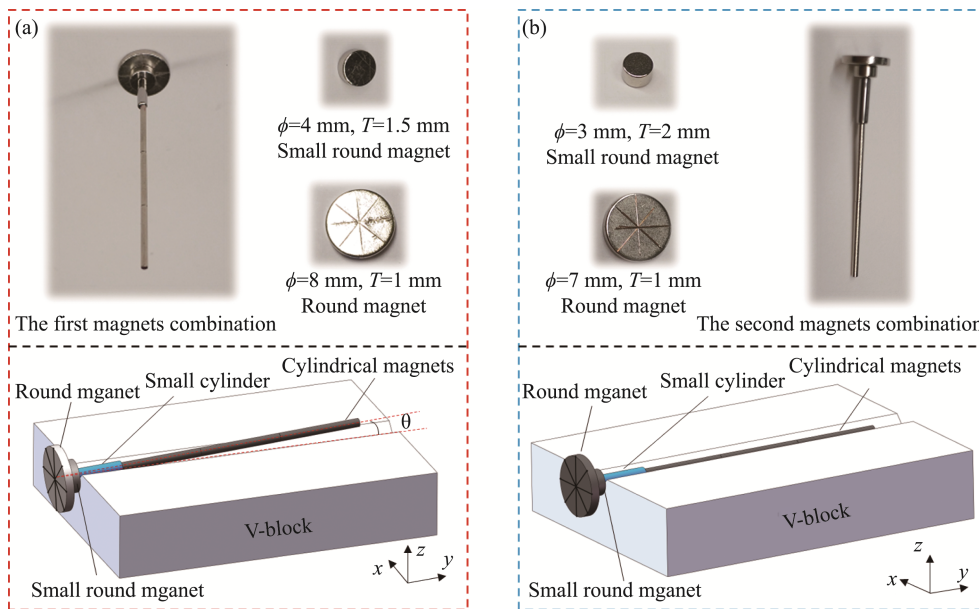 (a)
ϕ=4 mm, T=1.5 mm
Small round magnet
ϕ=8 mm, T=1 mm
Round magnet
The first magnets combination
Cylindrical magnets
Small cylinder
Round mganet
θ
V-block
Small round mganet
z
y
x
(b)
ϕ=3 mm, T=2 mm
Small round magnet
ϕ=7 mm, T=1 mm
Round magnet
The second magnets combination
Cylindrical magnets
Small cylinder
Round mganet
V-block
Small round mganet
z
y
x